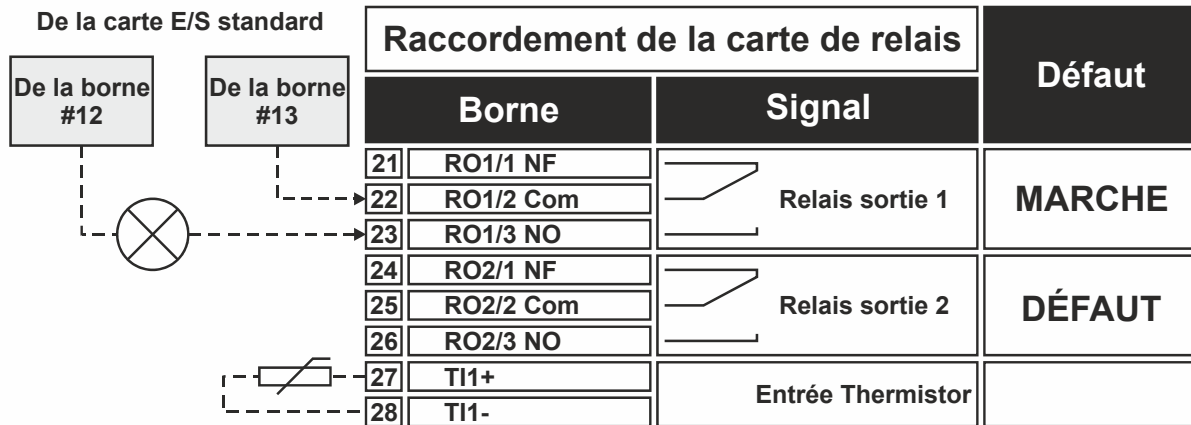 De la carte E/S standard
De la borne
#12
De la borne
#13
Raccordement de la carte de relais
Défaut
Borne
Signal
21 RO1/1 NF
22 RO1/2 Com
23 RO1/3 NO
Relais sortie 1
MARCHE
24 RO2/1 NF
25 RO2/2 Com
26 RO2/3 NO
Relais sortie 2
DÉFAUT
27 TI1+
28 TI1-
Entrée Thermistor